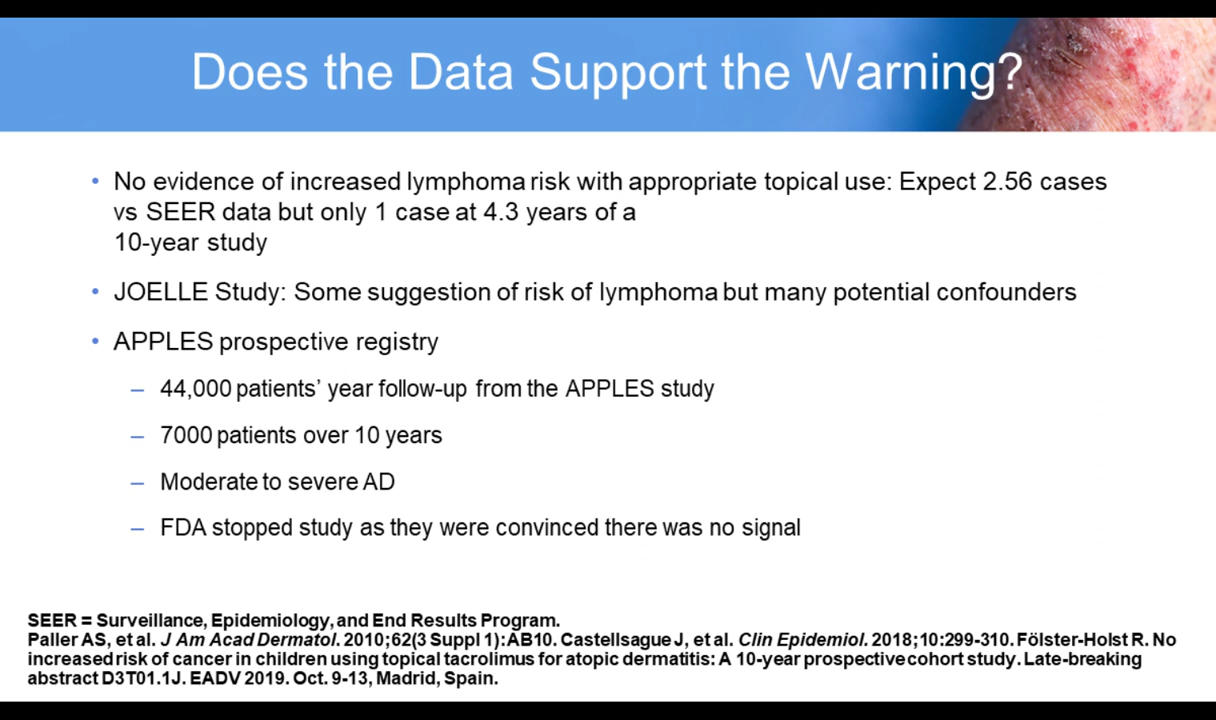 Does the Data Support the Warning?
• No evidence of increased lymphoma risk with appropriate topical use: Expect 2.56 cases
vs SEER data but only 1 case at 4.3 years of a
10-year study
• JOELLE Study: Some suggestion of risk of lymphoma but many potential confounders
• APPLES prospective registry
– 44,000 patients’ year follow-up from the APPLES study
– 7000 patients over 10 years
– Moderate to severe AD
– FDA stopped study as they were convinced there was no signal
SEER = Surveillance, Epidemiology, and End Results Program.
Paller AS, et al. J Am Acad Dermatol. 2010;62(3 Suppl 1):AB10. Castellsague J, et al. Clin Epidemiol. 2018;10:299-310. Fölster-Holst R. No
increased risk of cancer in children using topical tacrolimus for atopic dermatitis: A 10-year prospective cohort study. Late-breaking
abstract D3T01.1J. EADV 2019. Oct. 9-13, Madrid, Spain.